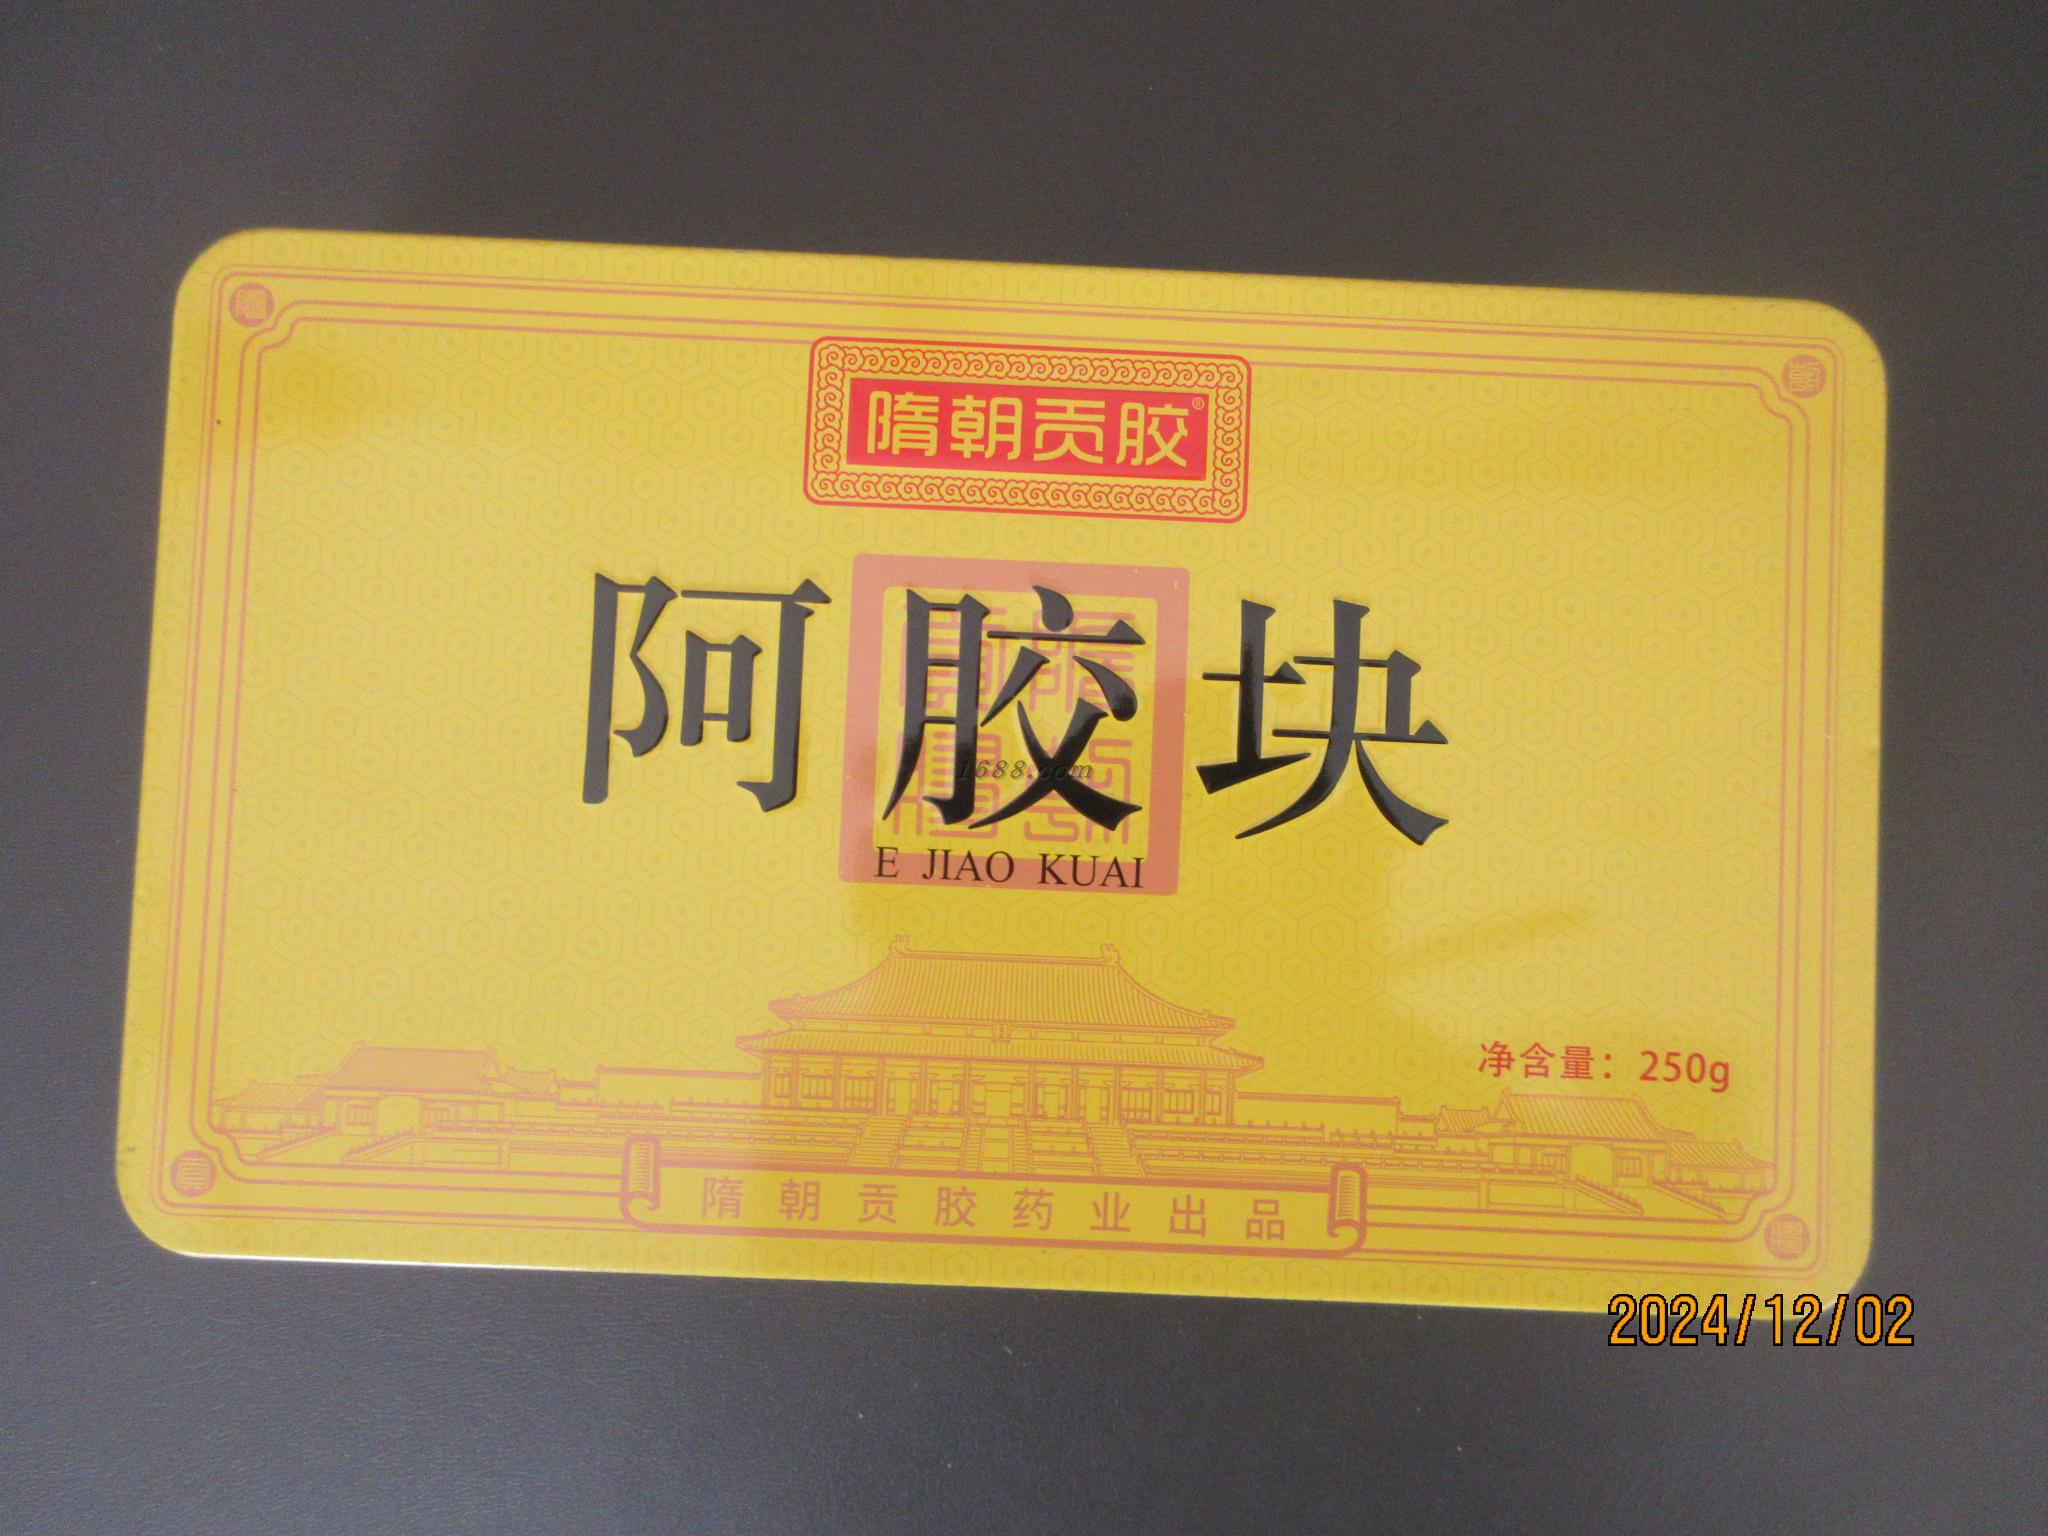 隋朝贡胶®
阿胶块
1688.com
E JIAO KUAI
净含量：250g
隋朝贡胶药业出品
2024/12/02